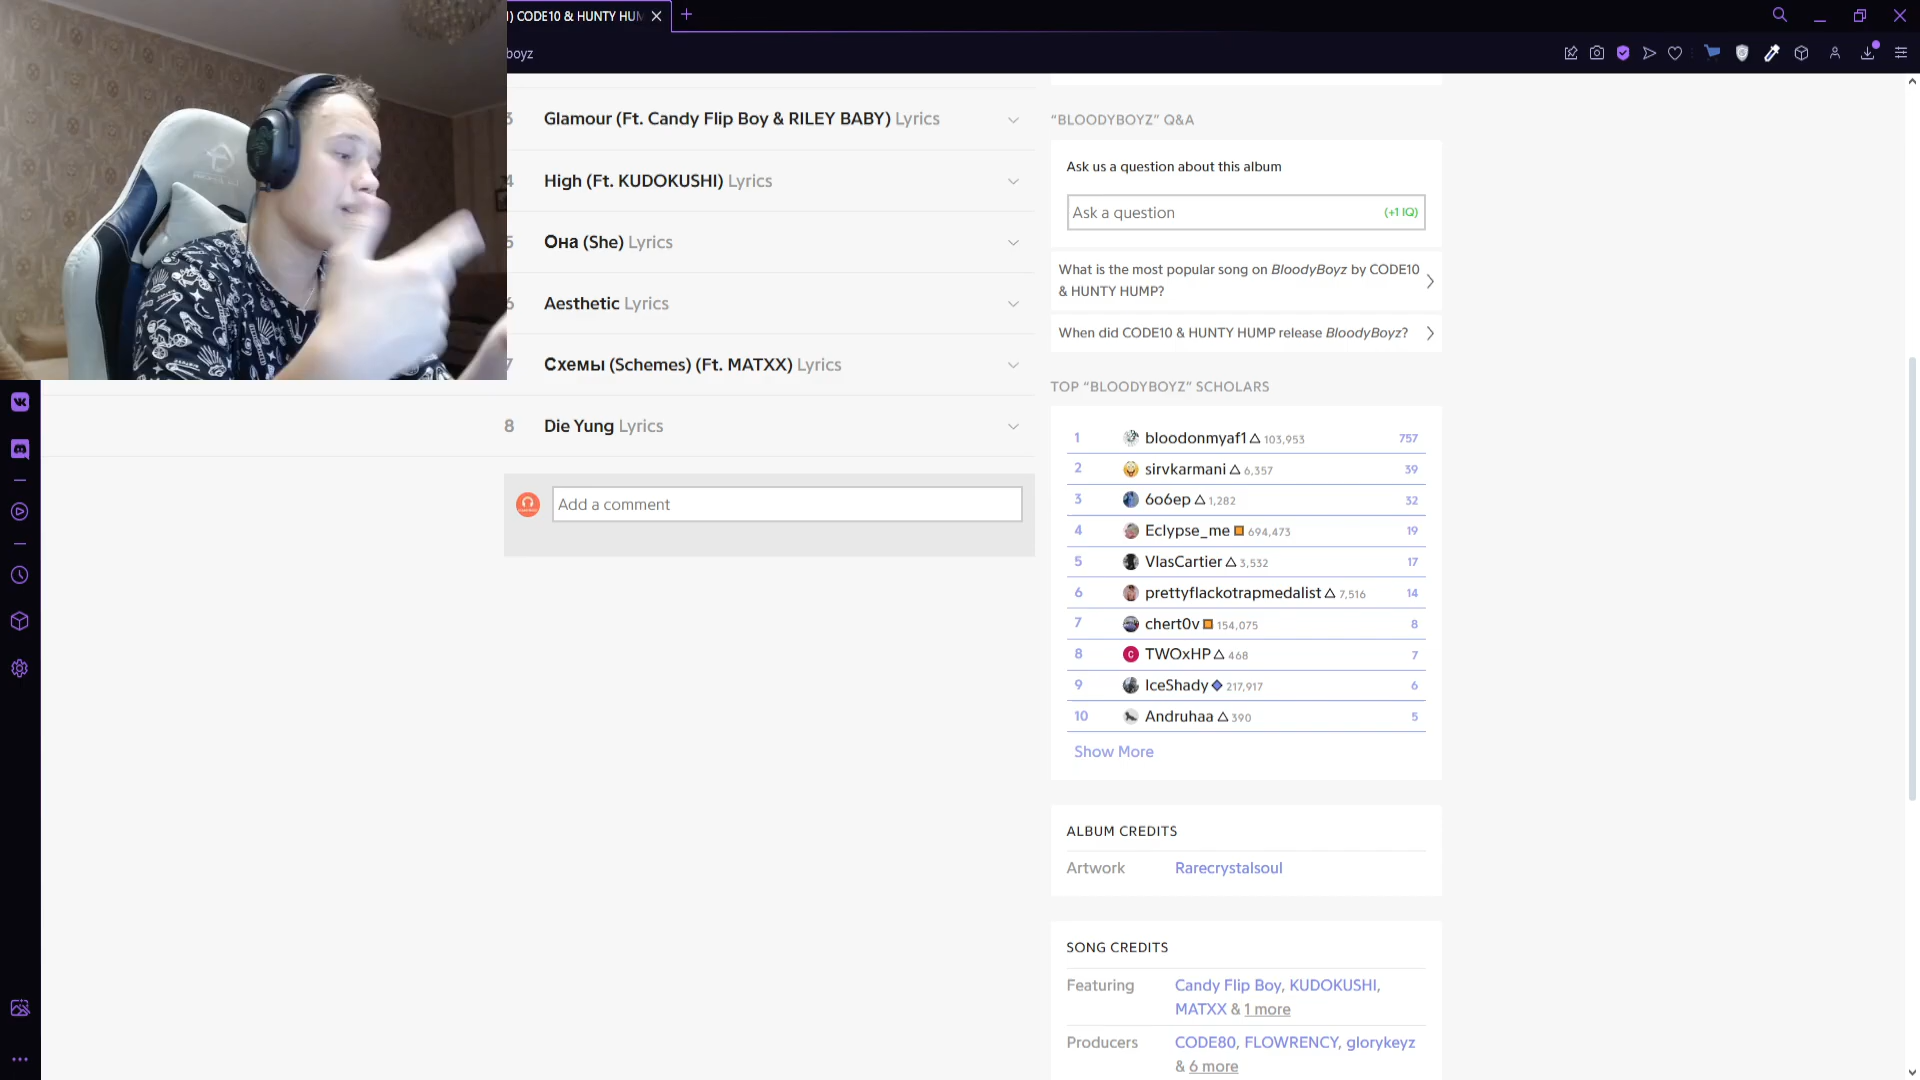 ) CODE10 & HUNTY HUM
boyz
3 Glamour (Ft. Candy Flip Boy & RILEY BABY) Lyrics
4 High (Ft. KUDOKUSHI) Lyrics
5 Она (She) Lyrics
6 Aesthetic Lyrics
7 Схемы (Schemes) (Ft. MATXX) Lyrics
8 Die Yung Lyrics
Add a comment
“BLOODYBOYZ” Q&A
Ask us a question about this album
Ask a question (+1 IQ)
What is the most popular song on BloodyBoyz by CODE10
& HUNTY HUMP?
When did CODE10 & HUNTY HUMP release BloodyBoyz?
TOP “BLOODYBOYZ” SCHOLARS
1 bloodonmyaf1 103,953 757
2 sirvkarmani 6,357 39
3 6o6ep 1,282 32
4 Eclypse_me 694,473 19
5 VlasCartier 3,532 17
6 prettyflackotrapmedalist 7,516 14
7 chert0v 154,075 8
8 C TWOxHP 468 7
9 IceShady 217,917 6
10 Andruhaa 390 5
Show More
ALBUM CREDITS
Artwork Rarecrystalsoul
SONG CREDITS
Featuring Candy Flip Boy, KUDOKUSHI,
MATXX & 1 more
Producers CODE80, FLOWRENCY, glorykeyz
& 6 more